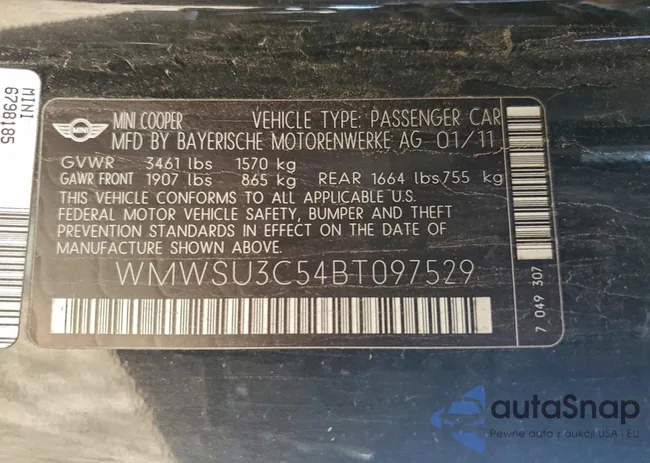 MINI
6798185
MINI
MINI COOPER VEHICLE TYPE: PASSENGER CAR
MFD BY BAYERISCHE MOTORENWERKE AG 01/11
GVWR 3461 lbs 1570 kg
GAWR FRONT 1907 lbs 865 kg REAR 1664 lbs 755 kg
THIS VEHICLE CONFORMS TO ALL APPLICABLE U.S.
FEDERAL MOTOR VEHICLE SAFETY, BUMPER AND THEFT
PREVENTION STANDARDS IN EFFECT ON THE DATE OF
MANUFACTURE SHOWN ABOVE.
WMWSU3C54BT097529
7 049 307
autoSnap
Pewne auta z aukcji USA i EU